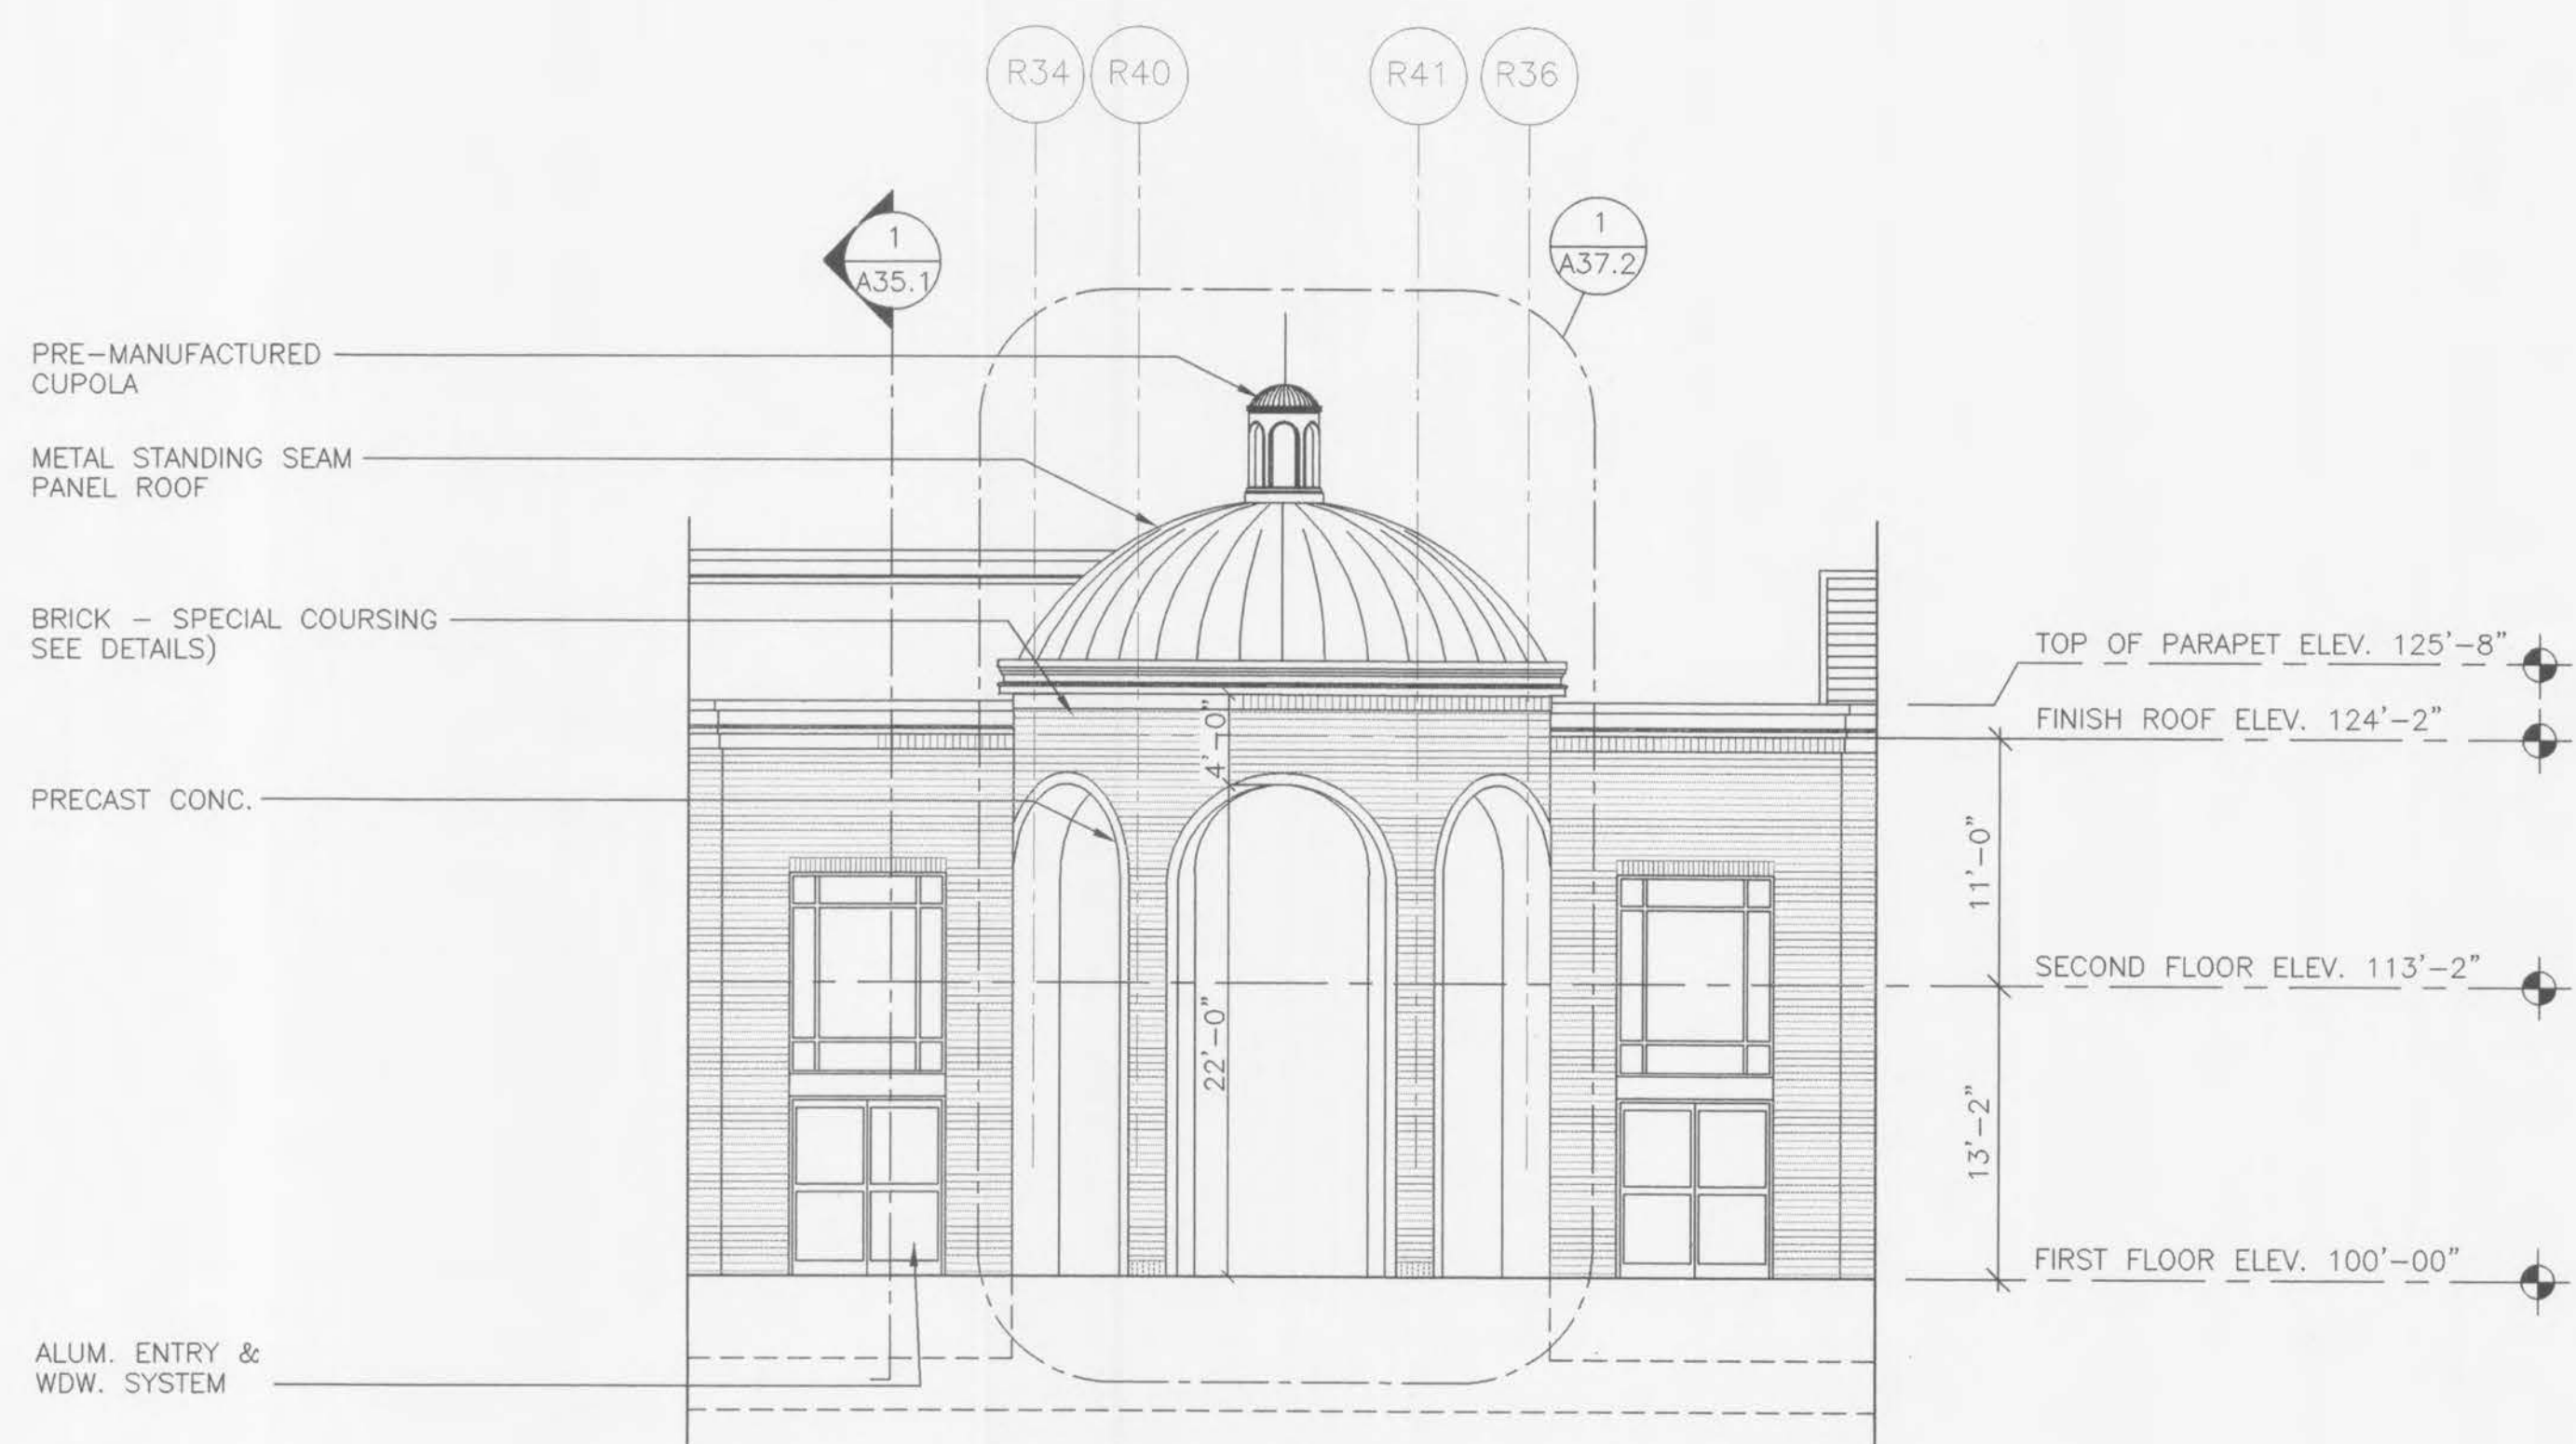 R34 R40 R41 R36
1
A35.1
1
A37.2
PRE-MANUFACTURED
CUPOLA
METAL STANDING SEAM
PANEL ROOF
BRICK - SPECIAL COURSING
SEE DETAILS)
PRECAST CONC.
ALUM. ENTRY &
WDW. SYSTEM
4'-0"
22'-0"
11'-0"
13'-2"
TOP OF PARAPET ELEV. 125'-8"
FINISH ROOF ELEV. 124'-2"
SECOND FLOOR ELEV. 113'-2"
FIRST FLOOR ELEV. 100'-00"